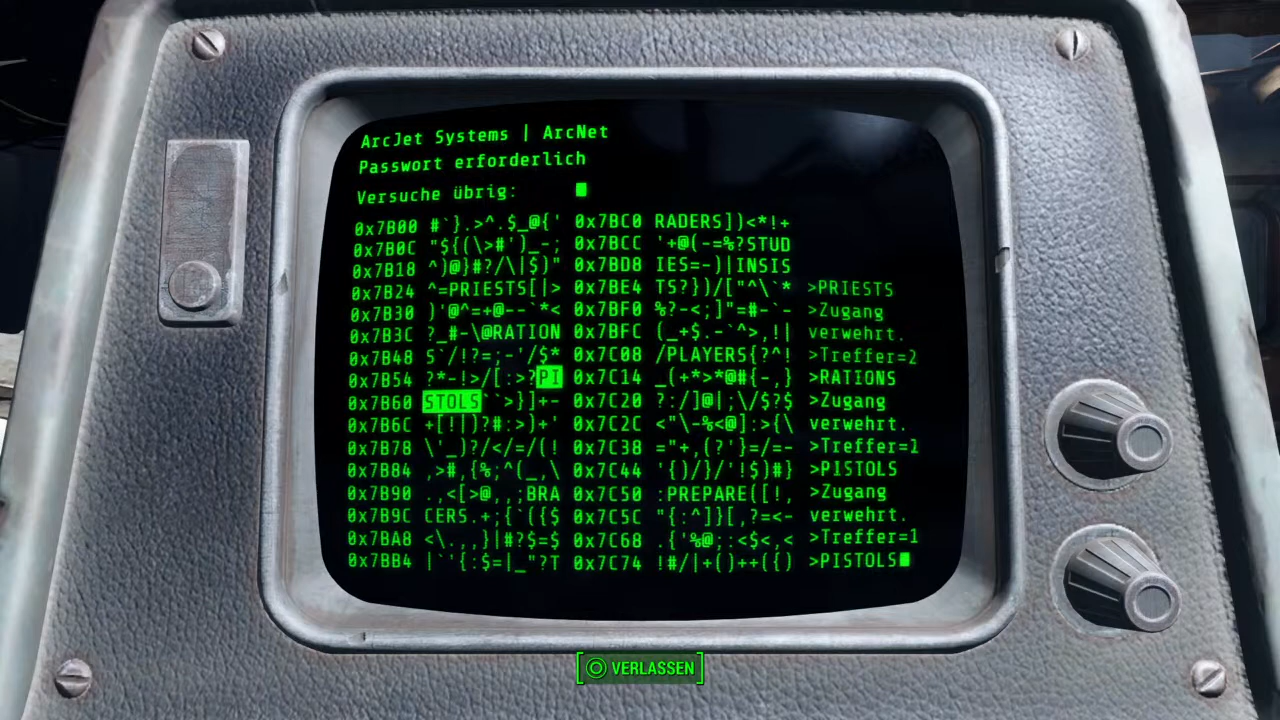 ArcJet Systems | ArcNet
Passwort erforderlich
Versuche übrig:
0x7B00 #`}.>^.$_@{' 0x7BC0 RADERS])<*!+
0x7B0C "${(\>#')_-; 0x7BCC '+@(-=%?STUD
0x7B18 ^)@}#?/\|$)" 0x7BD8 IES=-)|INSIS
0x7B24 ^=PRIESTS[|> 0x7BE4 TS?})/["^\`* >PRIESTS
0x7B30 )'@^=+@--`*< 0x7BF0 %?-<;]"=#-`- >Zugang
0x7B3C ?_#-\@RATION 0x7BFC (_+$.-`^>,!| verwehrt.
0x7B48 S`/!?=;-'/$* 0x7C08 /PLAYERS{?^! >Treffer=2
0x7B54 ?*-!>/[:>?PI 0x7C14 _(+*>*@#{-,} >RATIONS
0x7B60 STOLS``>}]+- 0x7C20 ?:/]@|;\/$?$ >Zugang
0x7B6C +[!|)?#:>)+' 0x7C2C <"\-%<@]:>{\ verwehrt.
0x7B78 \'_)?/</=/(! 0x7C38 ="+,(?'}=/=- >Treffer=1
0x7B84 ,>#,{%;^(_,\ 0x7C44 '{)/}/'!$)#} >PISTOLS
0x7B90 .,<[>@,,;BRA 0x7C50 :PREPARE([!, >Zugang
0x7B9C CERS.+;{`({$ 0x7C5C "{:^]}[,?=<- verwehrt.
0x7BA8 <\.,,}|#?$=$ 0x7C68 .{'%@;:<$<,< >Treffer=1
0x7BB4 |`'{:$=|_"?T 0x7C74 !#/|+()++({) >PISTOLS
VERLASSEN